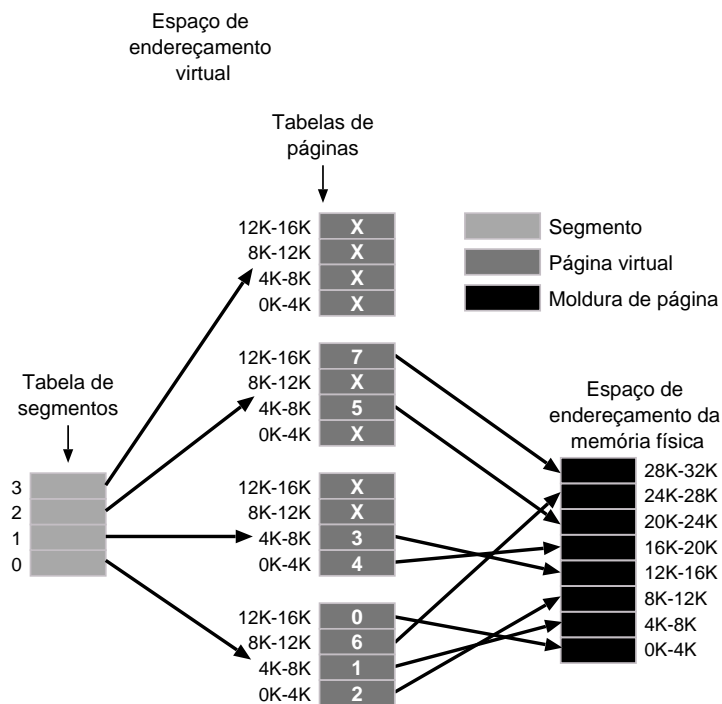 Espaço de
endereçamento
virtual
Tabelas de
páginas
12K-16K X
8K-12K X
4K-8K X
0K-4K X
Segmento
Página virtual
Moldura de página
12K-16K 7
8K-12K X
4K-8K 5
0K-4K X
Tabela de
segmentos
3
2
1
0
12K-16K X
8K-12K X
4K-8K 3
0K-4K 4
12K-16K 0
8K-12K 6
4K-8K 1
0K-4K 2
Espaço de
endereçamento da
memória física
28K-32K
24K-28K
20K-24K
16K-20K
12K-16K
8K-12K
4K-8K
0K-4K